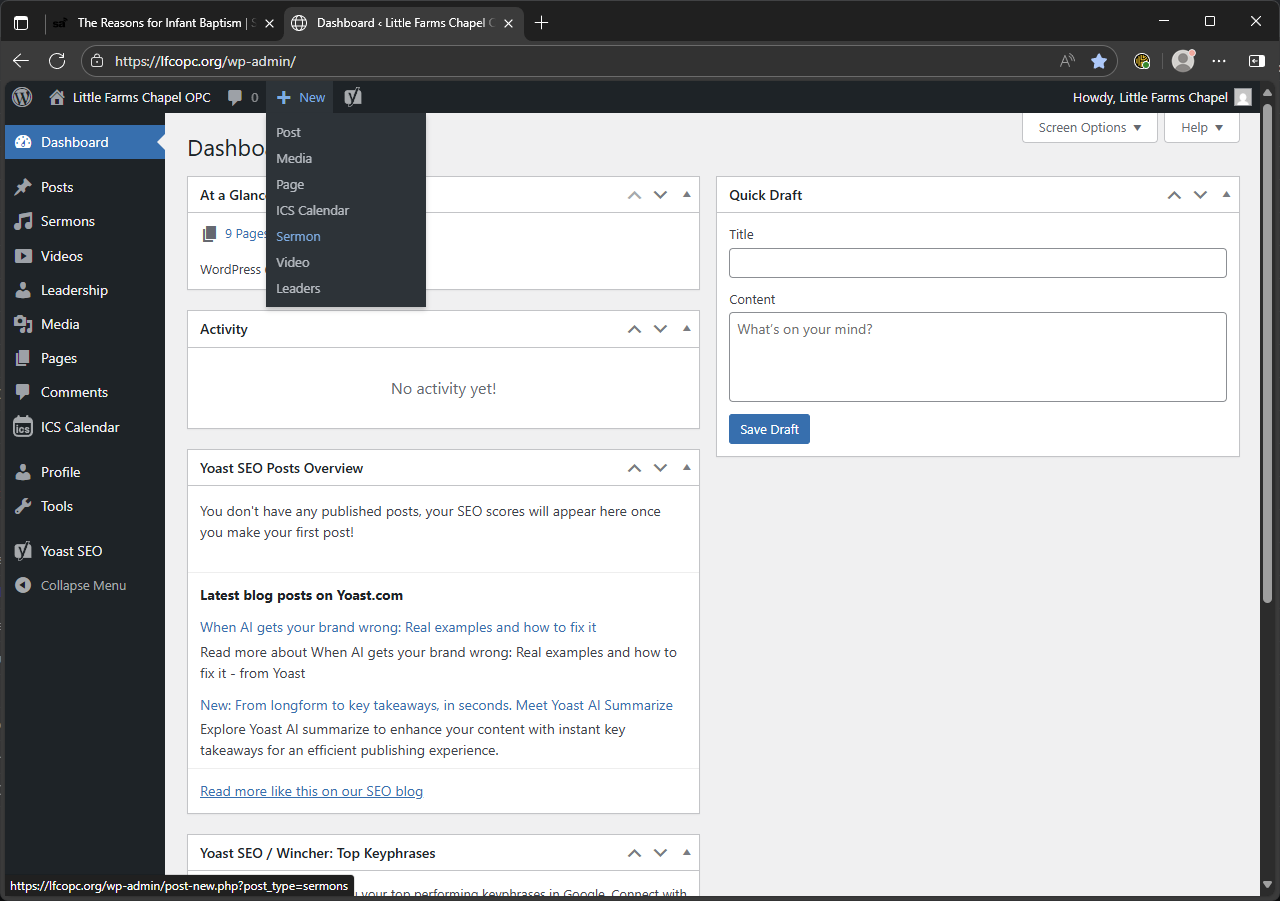 The Reasons for Infant Baptism |
Dashboard ‹ Little Farms Chapel
https://lfcopc.org/wp-admin/
Little Farms Chapel OPC
0
New
Howdy, Little Farms Chapel
Post
Media
Page
ICS Calendar
Sermon
Video
Leaders
Screen Options
Help
Dashboard
Posts
Sermons
Videos
Leadership
Media
Pages
Comments
ICS Calendar
Profile
Tools
Yoast SEO
Collapse Menu
Dashbo
At a Glance
9 Pages
WordPress
Activity
No activity yet!
Yoast SEO Posts Overview
You don't have any published posts, your SEO scores will appear here once
you make your first post!
Latest blog posts on Yoast.com
When AI gets your brand wrong: Real examples and how to fix it
Read more about When AI gets your brand wrong: Real examples and how to
fix it - from Yoast
New: From longform to key takeaways, in seconds. Meet Yoast AI Summarize
Explore Yoast AI summarize to enhance your content with instant key
takeaways for an efficient publishing experience.
Read more like this on our SEO blog
Yoast SEO / Wincher: Top Keyphrases
your top performing keyphrases in Google. Connect with
Quick Draft
Title
Content
What's on your mind?
Save Draft
https://lfcopc.org/wp-admin/post-new.php?post_type=sermons